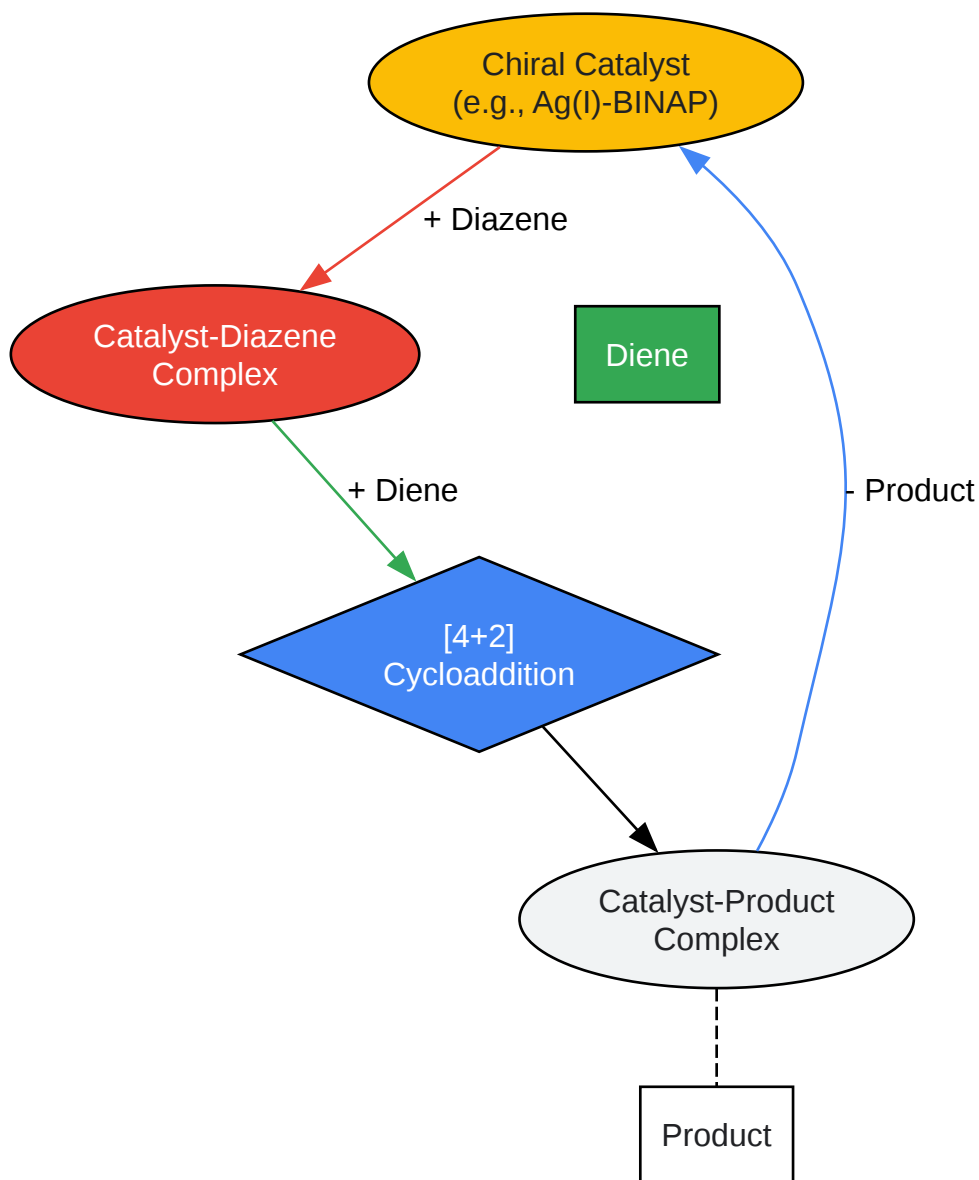 Chiral Catalyst
(e.g., Ag(I)-BINAP)
+ Diazene
Catalyst-Diazene
Complex
Diene
+ Diene
- Product
[4+2]
Cycloaddition
Catalyst-Product
Complex
Product